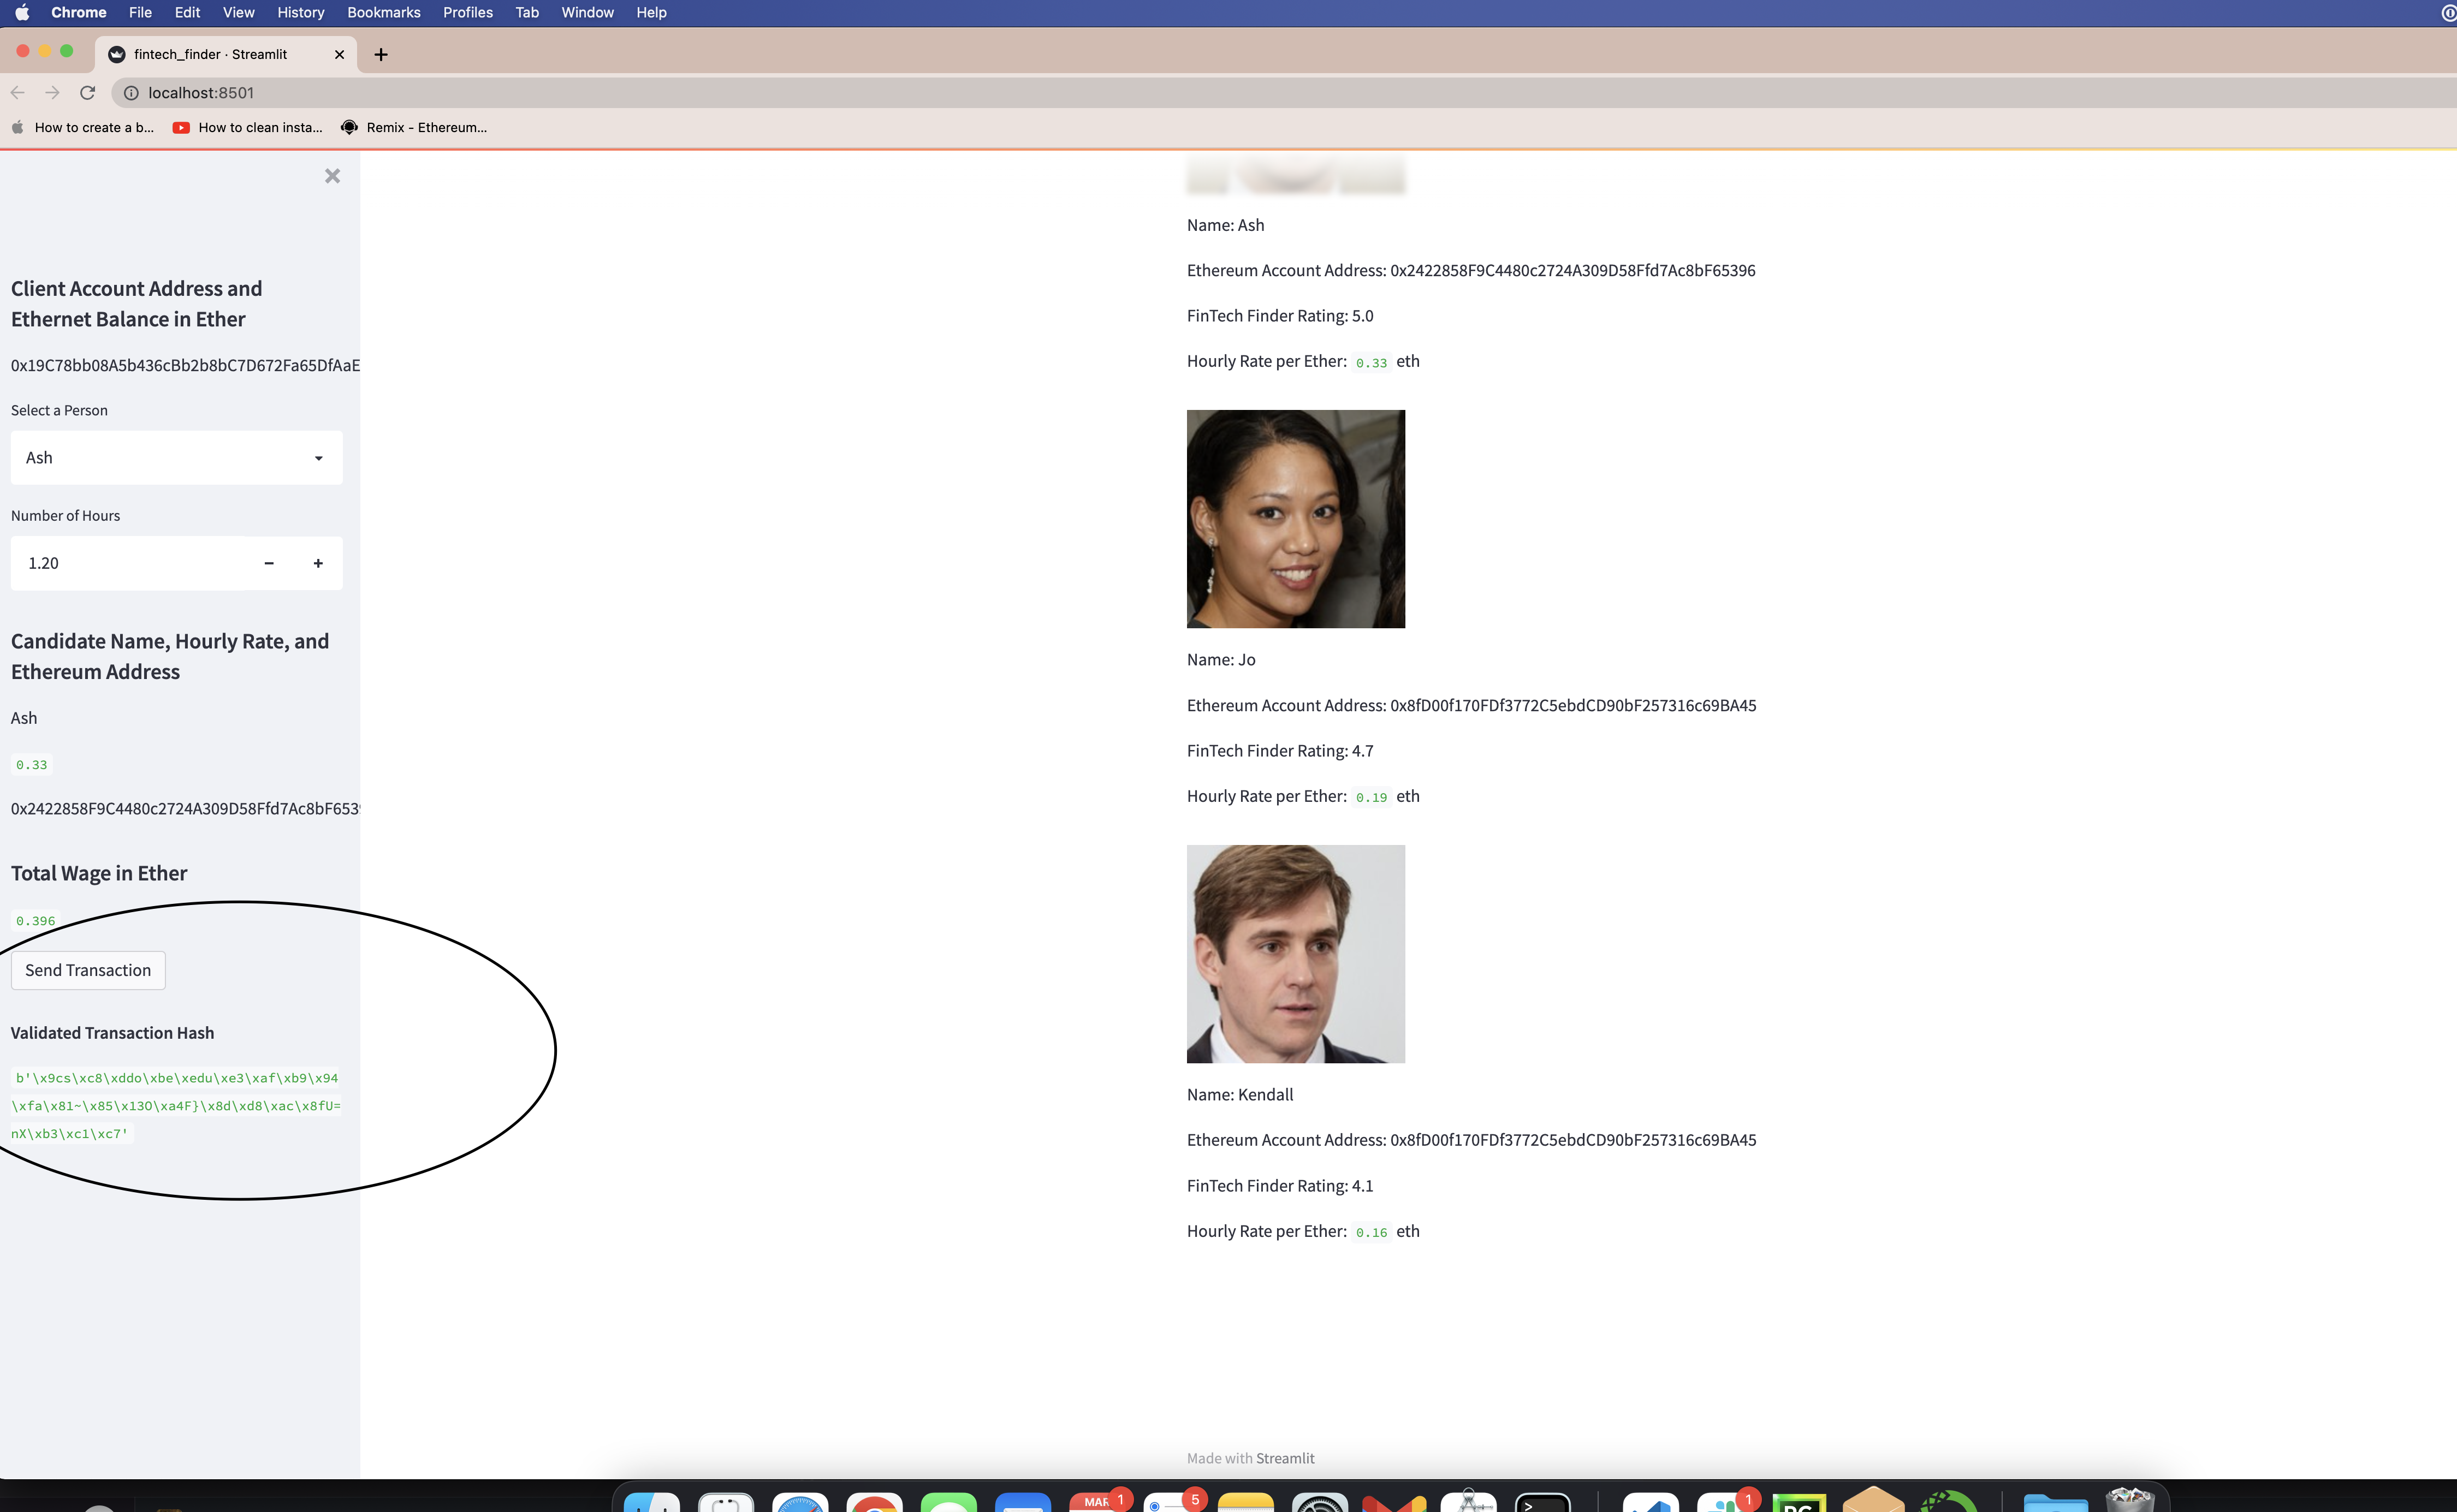 Chrome File Edit View History Bookmarks Profiles Tab Window Help
fintech_finder · Streamlit
localhost:8501
How to create a b... How to clean insta... Remix - Ethereum...
Client Account Address and
Ethernet Balance in Ether
0x19C78bb08A5b436cBb2b8bC7D672Fa65DfAaE
Select a Person
Ash
Number of Hours
1.20
Candidate Name, Hourly Rate, and
Ethereum Address
Ash
0.33
0x2422858F9C4480c2724A309D58Ffd7Ac8bF653
Total Wage in Ether
0.396
Send Transaction
Validated Transaction Hash
b'\x9cs\xc8\xddo\xbe\xedu\xe3\xaf\xb9\x94
\xfa\x81~\x85\x13O\xa4F}\x8d\xd8\xac\x8fU=
nX\xb3\xc1\xc7'
Name: Ash
Ethereum Account Address: 0x2422858F9C4480c2724A309D58Ffd7Ac8bF65396
FinTech Finder Rating: 5.0
Hourly Rate per Ether: 0.33 eth
Name: Jo
Ethereum Account Address: 0x8fD00f170FDf3772C5ebdCD90bF257316c69BA45
FinTech Finder Rating: 4.7
Hourly Rate per Ether: 0.19 eth
Name: Kendall
Ethereum Account Address: 0x8fD00f170FDf3772C5ebdCD90bF257316c69BA45
FinTech Finder Rating: 4.1
Hourly Rate per Ether: 0.16 eth
Made with Streamlit
MAR 1 5 1